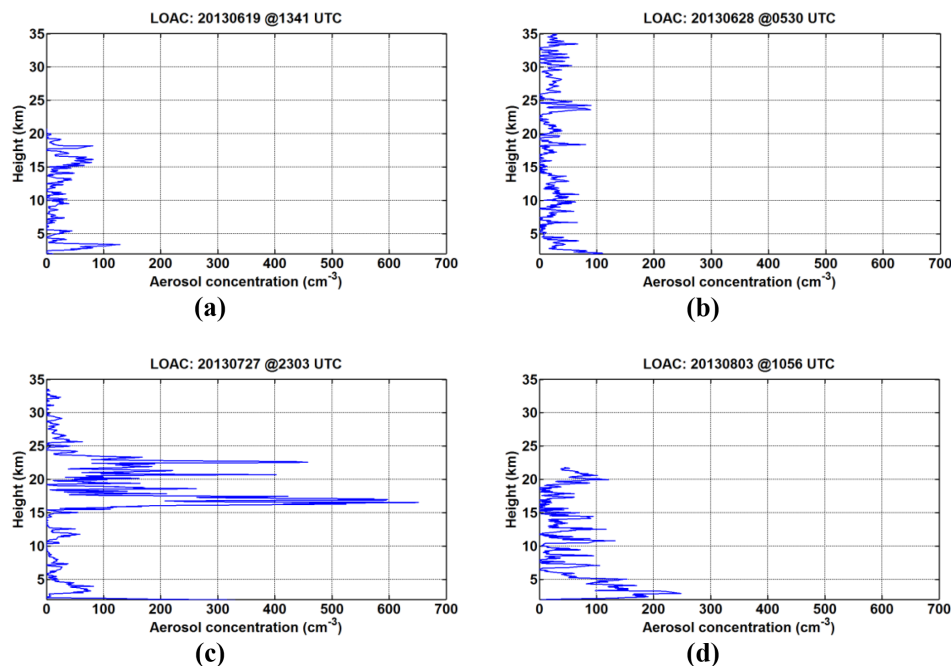 LOAC: 20130619 @1341 UTC
35
30
25
20
15
10
5
0 100 200 300 400 500 600 700
Height (km)
Aerosol concentration (cm-3)
(a)
LOAC: 20130628 @0530 UTC
35
30
25
20
15
10
5
0 100 200 300 400 500 600 700
Height (km)
Aerosol concentration (cm-3)
(b)
LOAC: 20130727 @2303 UTC
35
30
25
20
15
10
5
0 100 200 300 400 500 600 700
Height (km)
Aerosol concentration (cm-3)
(c)
LOAC: 20130803 @1056 UTC
35
30
25
20
15
10
5
0 100 200 300 400 500 600 700
Height (km)
Aerosol concentration (cm-3)
(d)